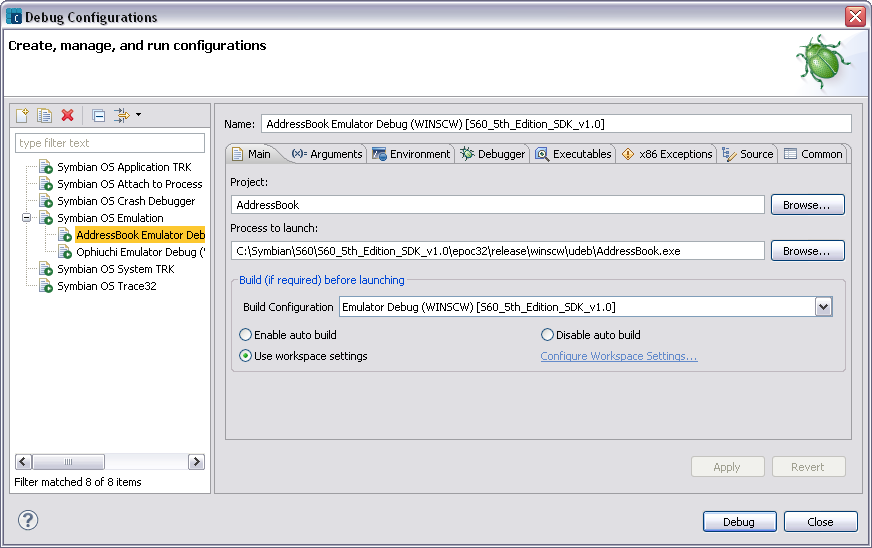 Debug Configurations
Create, manage, and run configurations
type filter text
Symbian OS Application TRK
Symbian OS Attach to Process
Symbian OS Crash Debugger
Symbian OS Emulation
AddressBook Emulator Deb
Ophiuchi Emulator Debug ('
Symbian OS System TRK
Symbian OS Trace32
Filter matched 8 of 8 items
Name: AddressBook Emulator Debug (WINSCW) [S60_5th_Edition_SDK_v1.0]
Main (x)= Arguments Environment Debugger Executables x86 Exceptions Source Common
Project:
AddressBook Browse...
Process to launch:
C:\Symbian\S60\S60_5th_Edition_SDK_v1.0\epoc32\release\winscw\udeb\AddressBook.exe Browse...
Build (if required) before launching
Build Configuration Emulator Debug (WINSCW) [S60_5th_Edition_SDK_v1.0]
Enable auto build Disable auto build
Use workspace settings Configure Workspace Settings...
Apply Revert
? Debug Close